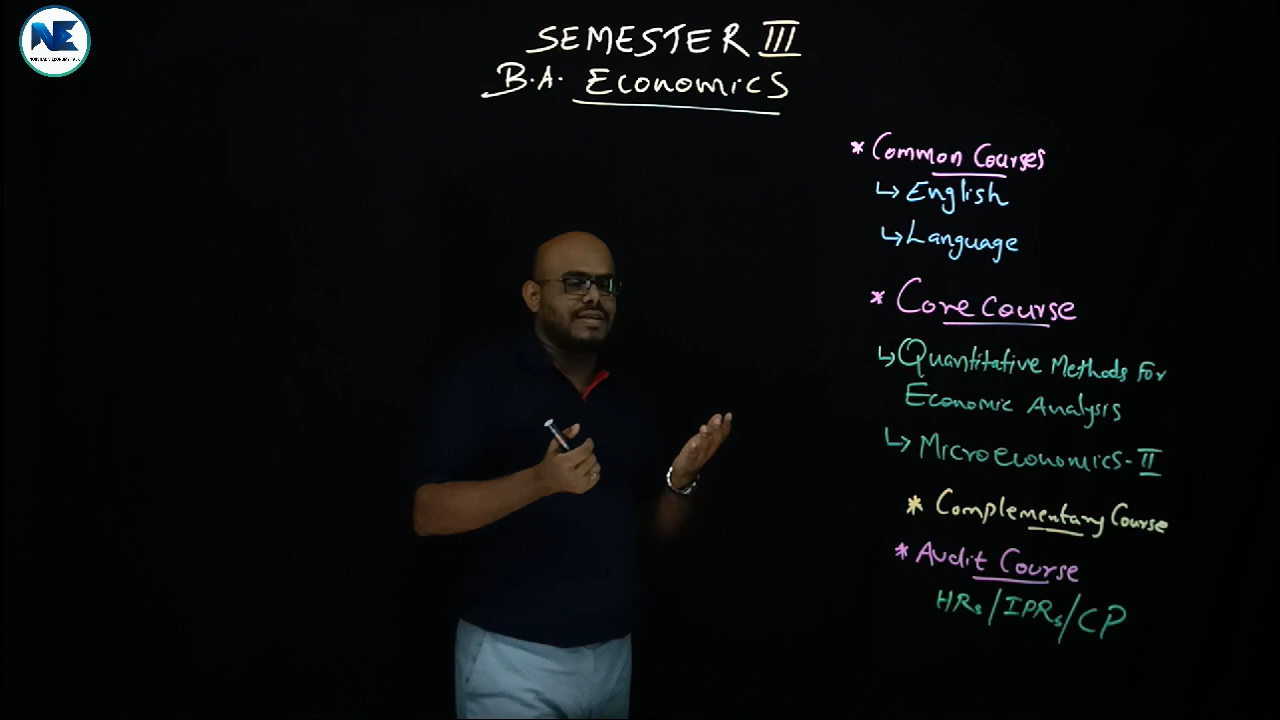 NE
SEMESTER III
B.A. Economics
* Common Courses
↳ English
↳ Language
* Core course
↳ Quantitative Methods For
Economic Analysis
↳ Microeconomics-II
* Complementary Course
* Audit Course
HRs/IPRs/CP